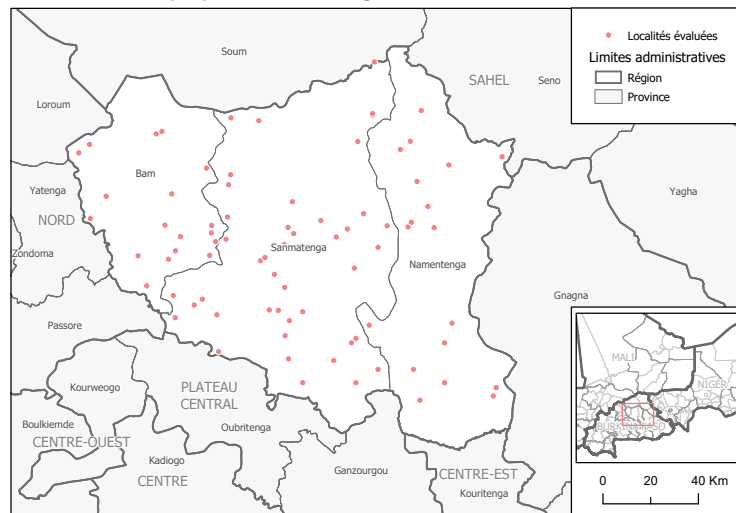 Soum
SAHEL
Seno
Localités évaluées
Limites administratives
Région
Province
Loroum
Bam
Yatenga
Yagha
NORD
Zondoma
Sanmatenga
Namentenga
Gnagna
Passore
MALI
NIGER
BURKINA FASO
Kourweogo
PLATEAU
CENTRAL
Boulkiemde
CENTRE-OUEST
Oubritenga
Kadiogo
CENTRE
Ganzourgou
CENTRE-EST
Kouritenga
0 20 40 Km